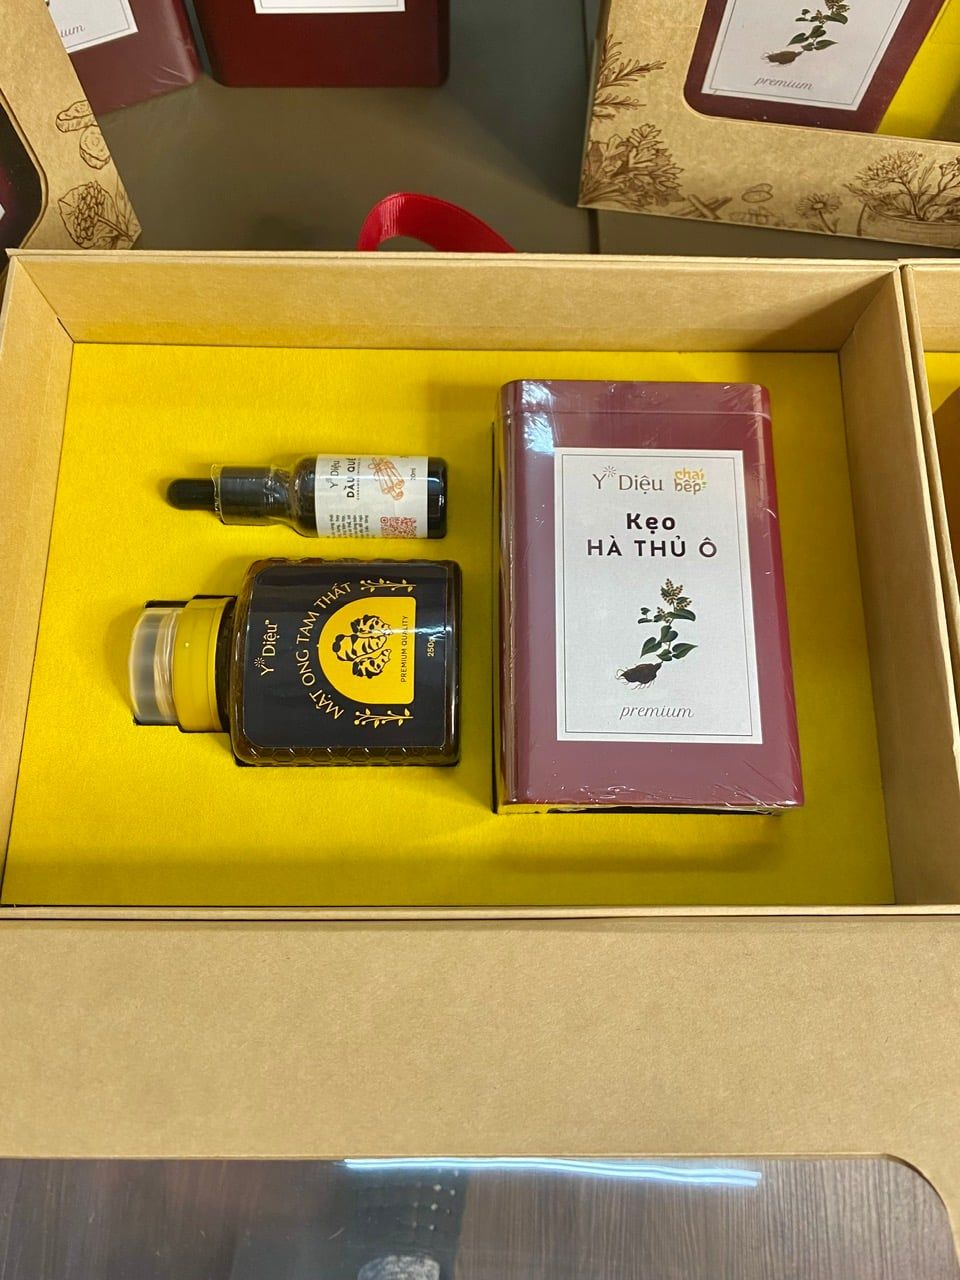 premium
Y Diệu
DẦU QUẾ
20ml
Y Diệu
MẬT ONG TAM THẤT
PREMIUM QUALITY
250g
Y Diệu
chái bếp
Kẹo
HÀ THỦ Ô
premium